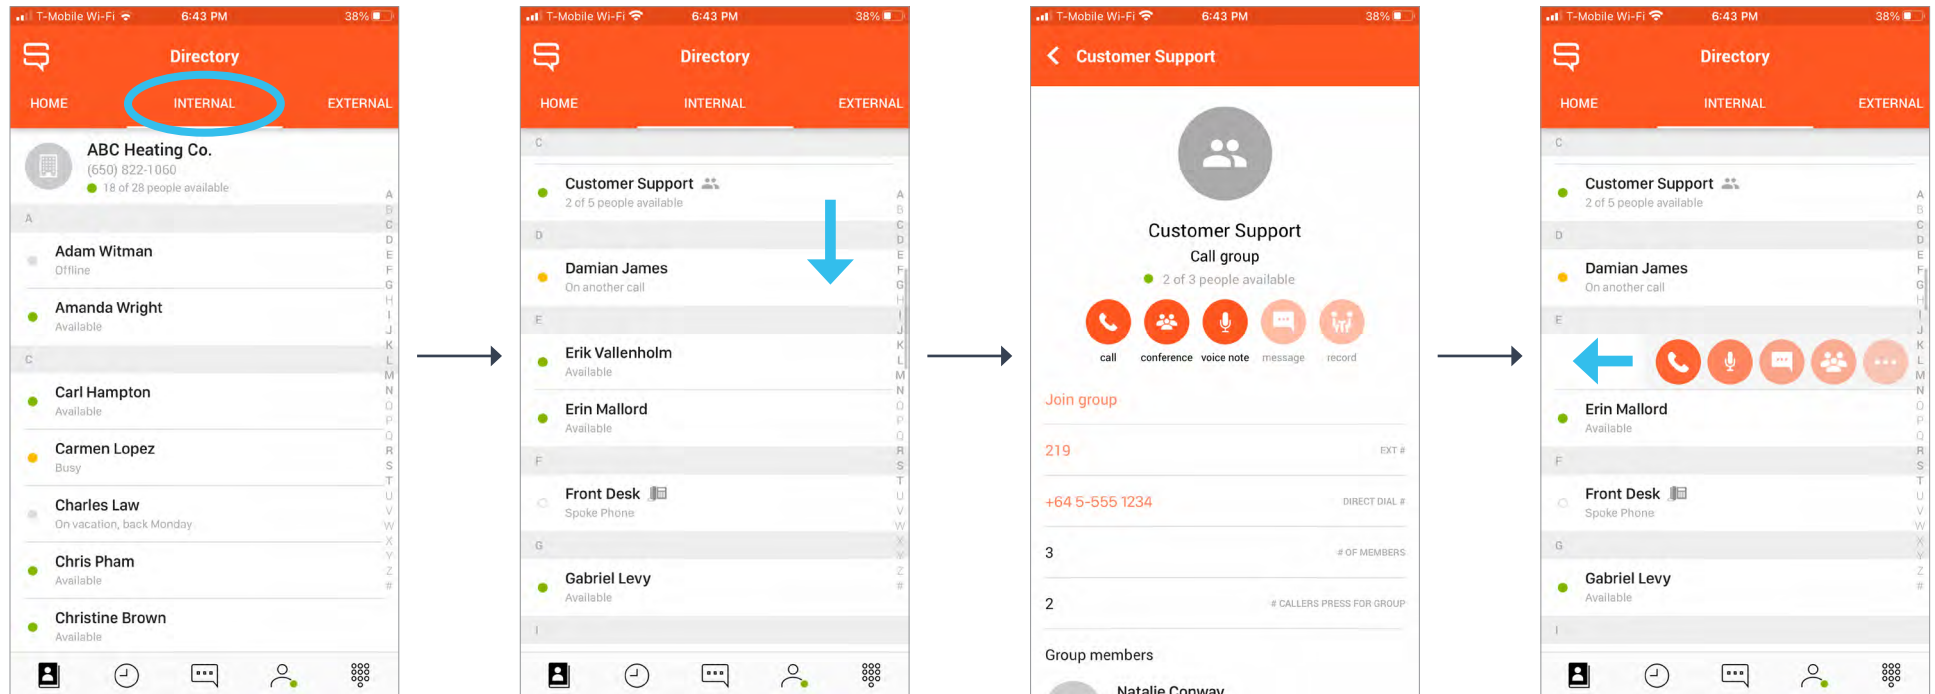 T-Mobile Wi-Fi 6:43 PM 38%
Directory
HOME INTERNAL EXTERNAL
ABC Heating Co.
(650) 822-1060
18 of 28 people available
A
Adam Witman
Offline
Amanda Wright
Available
C
Carl Hampton
Available
Carmen Lopez
Busy
Charles Law
On vacation, back Monday
Chris Pham
Available
Christine Brown
Available
A
B
C
D
E
F
G
H
I
J
K
L
M
N
O
P
Q
R
S
T
U
V
W
X
Y
Z
#
T-Mobile Wi-Fi 6:43 PM 38%
Directory
HOME INTERNAL EXTERNAL
C
Customer Support
2 of 5 people available
D
Damian James
On another call
E
Erik Vallenholm
Available
Erin Mallord
Available
F
Front Desk
Spoke Phone
G
Gabriel Levy
Available
I
A
B
C
D
E
F
G
H
I
J
K
L
M
N
O
P
Q
R
S
T
U
V
W
X
Y
Z
#
T-Mobile Wi-Fi 6:43 PM 38%
Customer Support
Customer Support
Call group
2 of 3 people available
call conference voice note message record
Join group
219 EXT #
+64 5-555 1234 DIRECT DIAL #
3 # OF MEMBERS
2 # CALLERS PRESS FOR GROUP
Group members
Natalie Conway
T-Mobile Wi-Fi 6:43 PM 38%
Directory
HOME INTERNAL EXTERNAL
C
Customer Support
2 of 5 people available
D
Damian James
On another call
E
Erin Mallord
Available
F
Front Desk
Spoke Phone
G
Gabriel Levy
Available
I
A
B
C
D
E
F
G
H
I
J
K
L
M
N
O
P
Q
R
S
T
U
V
W
X
Y
Z
#